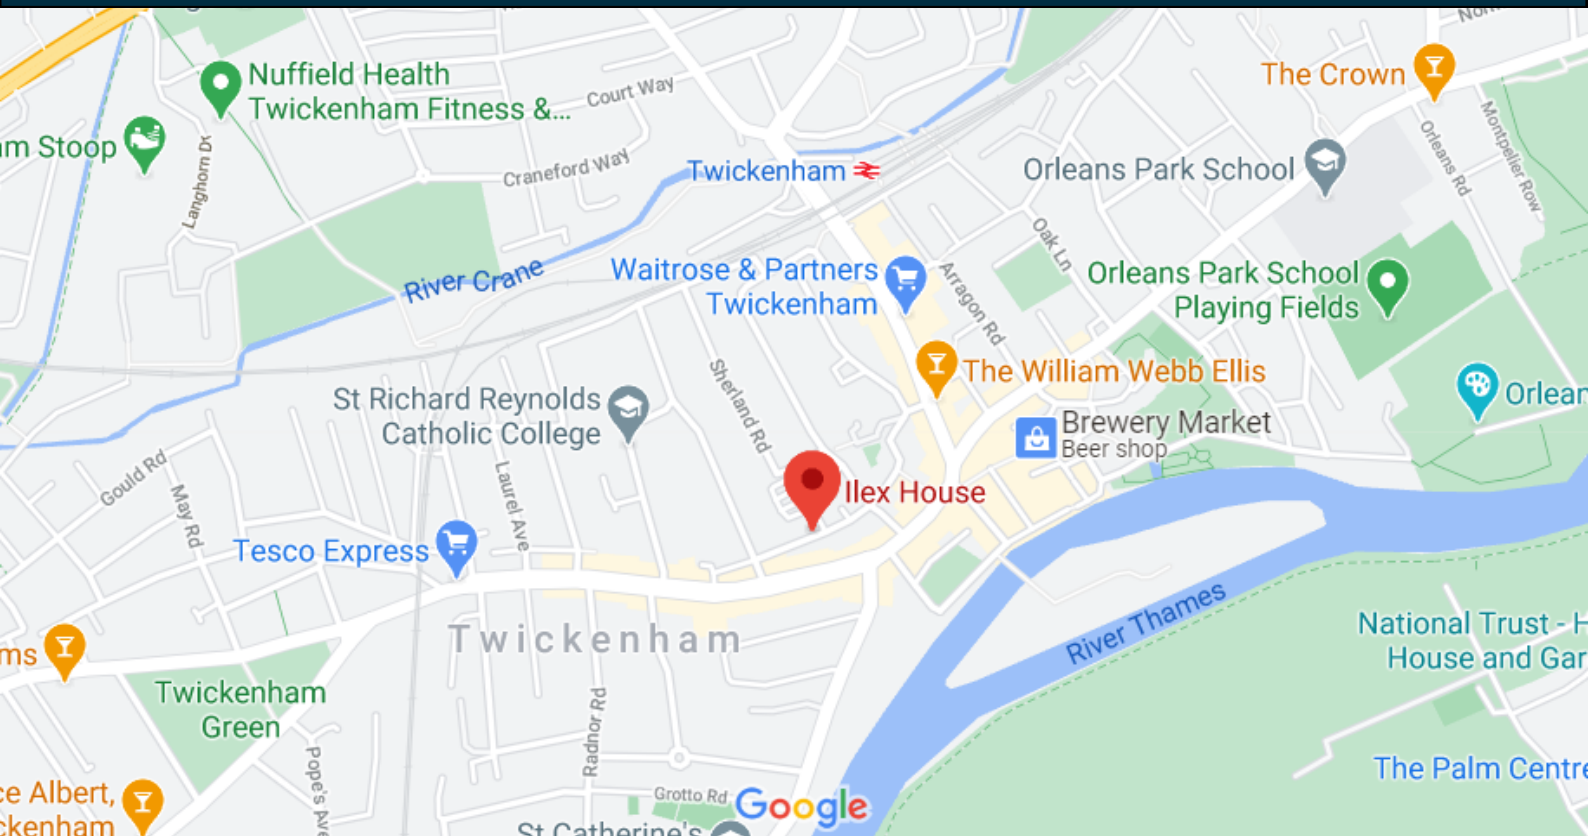 Nuffield Health
Twickenham Fitness &...
Court Way
The Crown
am Stoop
Langhorn Dr
Craneford Way
Twickenham
Orleans Park School
Orleans Rd
Montpelier Row
River Crane
Waitrose & Partners
Twickenham
Arragon Rd
Oak Ln
Orleans Park School
Playing Fields
Sherland Rd
The William Webb Ellis
St Richard Reynolds
Catholic College
Orlean
Brewery Market
Beer shop
Gould Rd
May Rd
Laurel Ave
Ilex House
Tesco Express
Twickenham
River Thames
National Trust - H
House and Gar
ms
Twickenham
Green
Radnor Rd
Pope's Av
The Palm Centre
ce Albert,
ckenham
Grotto Rd
Google
St Catherine's